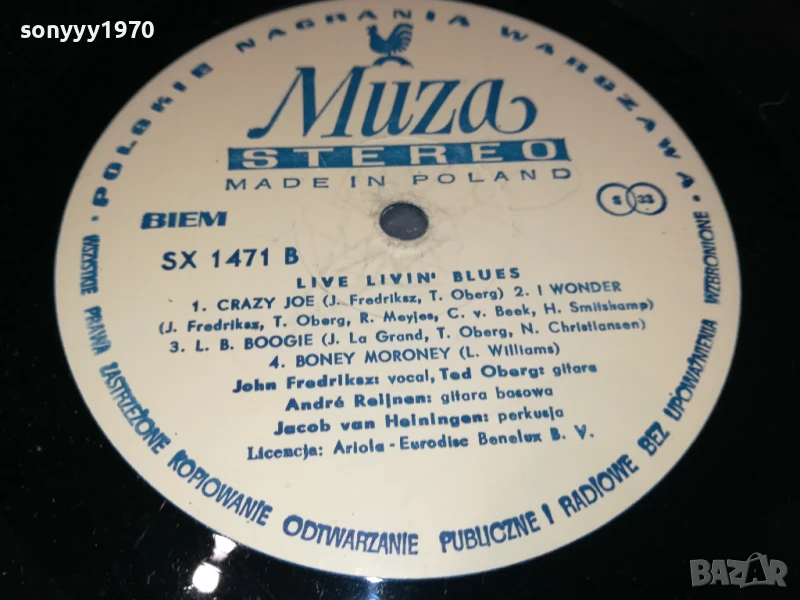 sonyyy1970
POLSKIE NAGRANIA WARSZAWA
Muza
STEREO
MADE IN POLAND
BIEM
S 33
SX 1471 B
LIVE LIVIN' BLUES
1. CRAZY JOE (J. Fredriksz, T. Oberg) 2. I WONDER
(J. Fredriksz, T. Oberg, R. Meyjes, C. v. Beek, H. Smitskamp)
3. L. B. BOOGIE (J. La Grand, T. Oberg, N. Christiansen)
4. BONEY MORONEY (L. Williams)
John Fredriksz: vocal, Ted Oberg: gitara
André Reijnen: gitara basowa
Jacob van Heiningen: perkusja
Licencja: Ariola - Eurodisc Benelux B. V.
WSZYSTKIE PRAWA ZASTRZEŻONE KOPIOWANIE ODTWARZANIE PUBLICZNE I RADIOWE BEZ UPOWAŻNIENIA WZBRONIONE
BAZAR